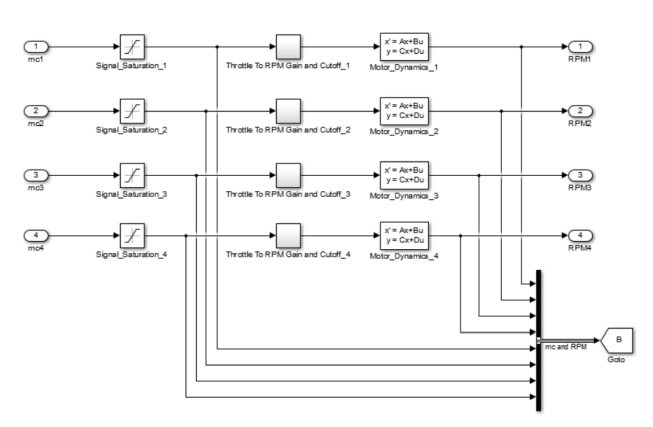 1
mc1
Signal_Saturation_1
Throttle To RPM Gain and Cutoff_1
x' = Ax+Bu
y = Cx+Du
Motor_Dynamics_1
1
RPM1
2
mc2
Signal_Saturation_2
Throttle To RPM Gain and Cutoff_2
x' = Ax+Bu
y = Cx+Du
Motor_Dynamics_2
2
RPM2
3
mc3
Signal_Saturation_3
Throttle To RPM Gain and Cutoff_3
x' = Ax+Bu
y = Cx+Du
Motor_Dynamics_3
3
RPM3
4
mc4
Signal_Saturation_4
Throttle To RPM Gain and Cutoff_4
x' = Ax+Bu
y = Cx+Du
Motor_Dynamics_4
4
RPM4
mc and RPM
B
Goto